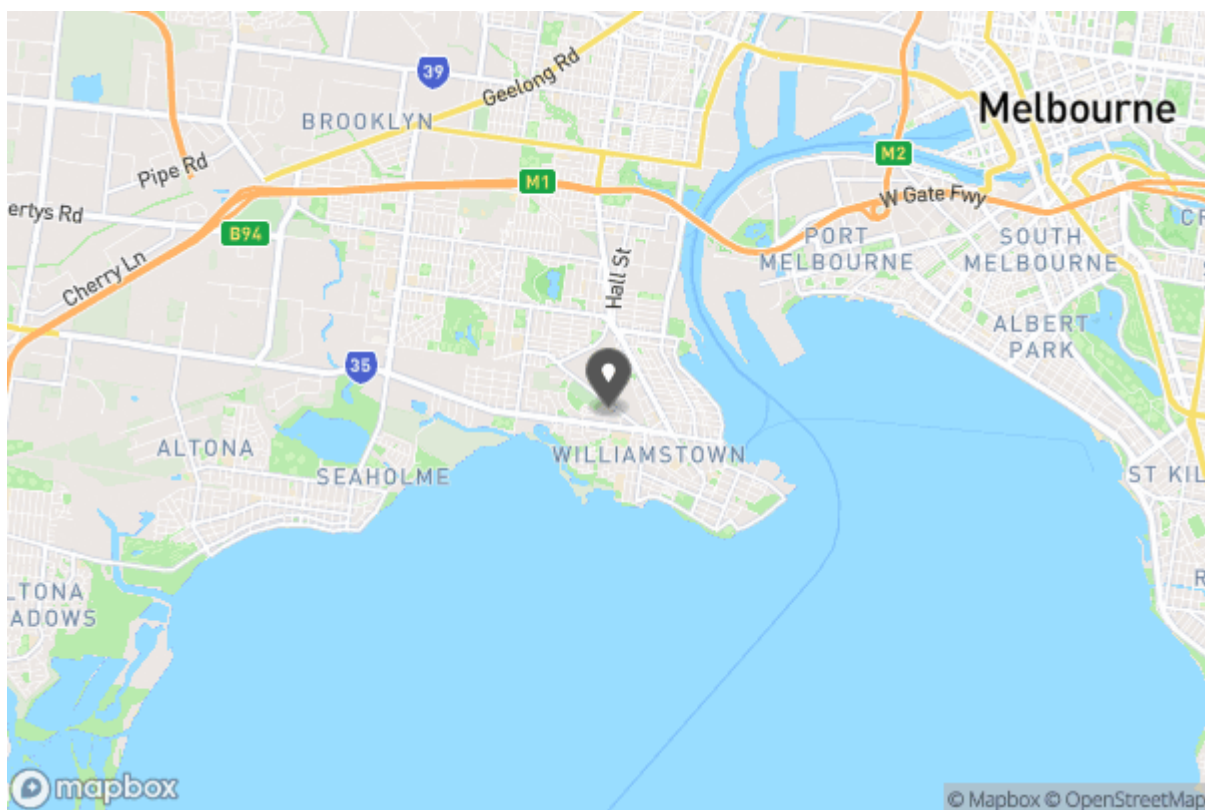 39
Geelong Rd
Melbourne
BROOKLYN
M2
Pipe Rd
M1
W Gate Fwy
ertys Rd
B94
PORT
MELBOURNE
SOUTH
MELBOURNE
CR
Cherry Ln
Hall St
ALBERT
PARK
35
ALTONA
WILLIAMSTOWN
SEAHOLME
ST KIL
LTONA
ADOWS
R
mapbox
© Mapbox © OpenStreetMap